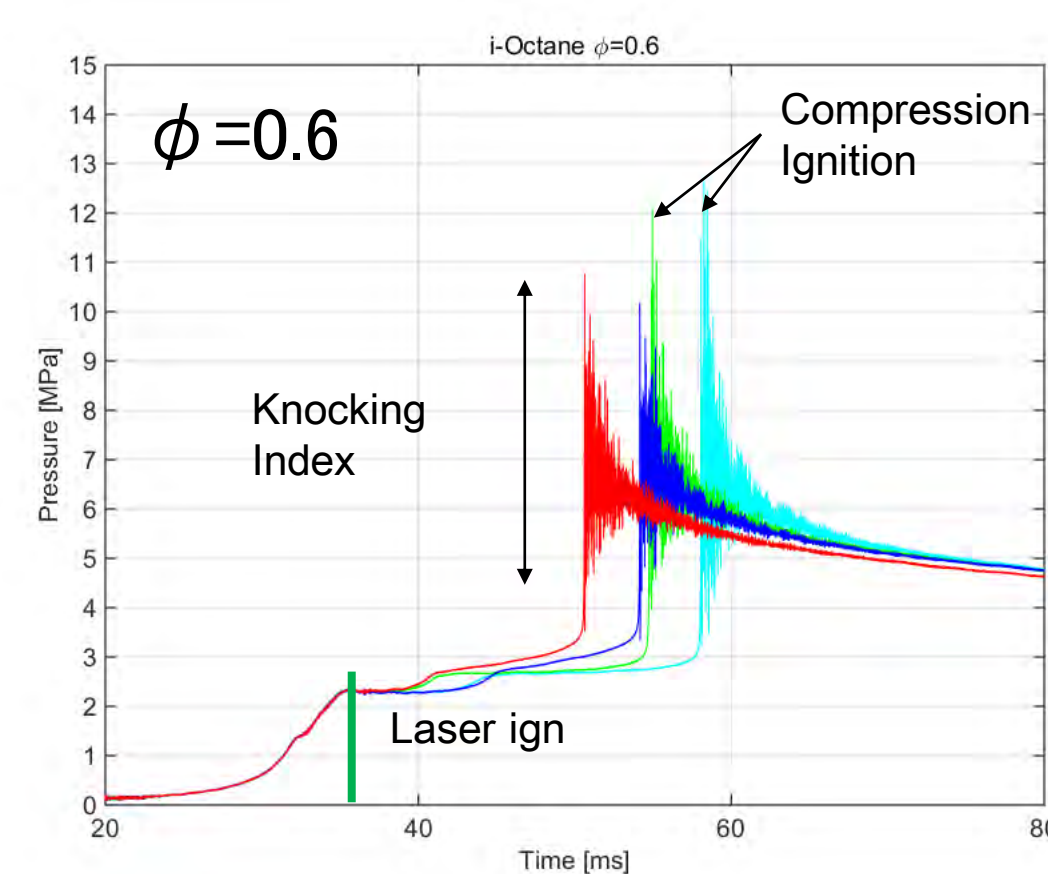 i-Octane ϕ=0.6
ϕ=0.6
Compression
Ignition
Knocking
Index
Laser ign
Pressure [MPa]
15
14
13
12
11
10
9
8
7
6
5
4
3
2
1
0
20
40
60
80
Time [ms]